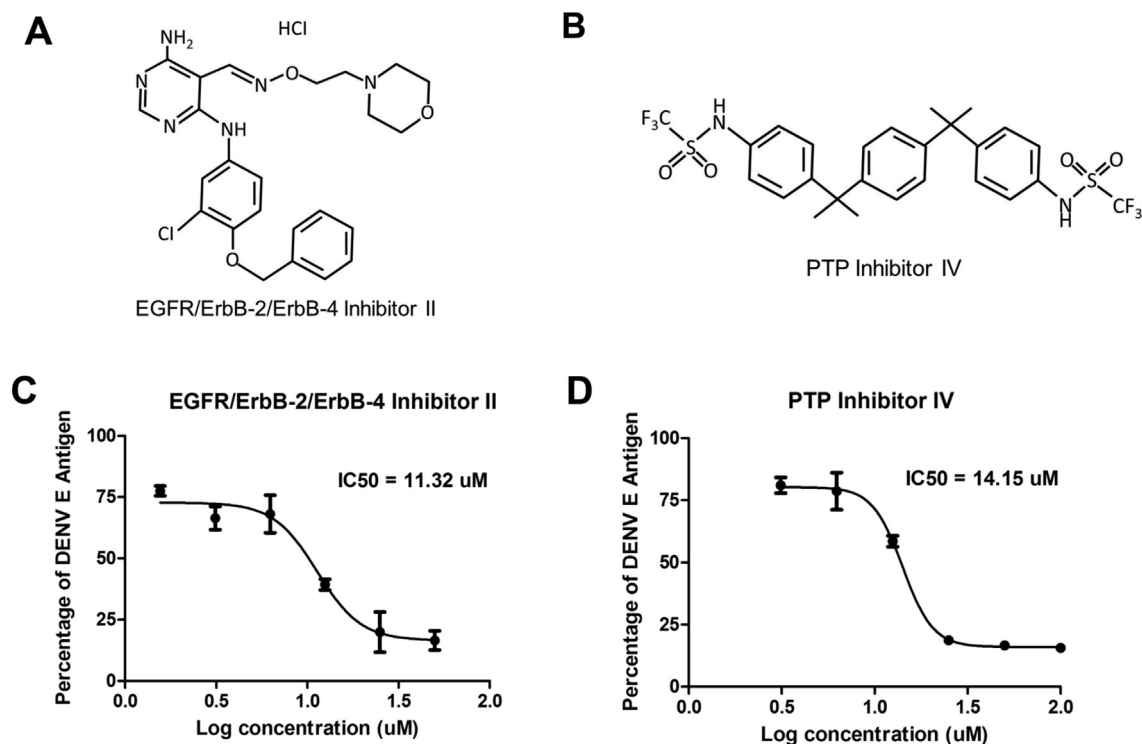 A
HCl
NH2
N
N
NH
N
O
N
O
Cl
O
EGFR/ErbB-2/ErbB-4 Inhibitor II
B
F3C
H
N
S
O
O
O
O
S
N
H
CF3
PTP Inhibitor IV
C
EGFR/ErbB-2/ErbB-4 Inhibitor II
Percentage of DENV E Antigen
100
75
50
25
0
IC50 = 11.32 uM
0.0 0.5 1.0 1.5 2.0
Log concentration (uM)
D
PTP Inhibitor IV
Percentage of DENV E Antigen
100
75
50
25
0
IC50 = 14.15 uM
0.0 0.5 1.0 1.5 2.0
Log concentration (uM)